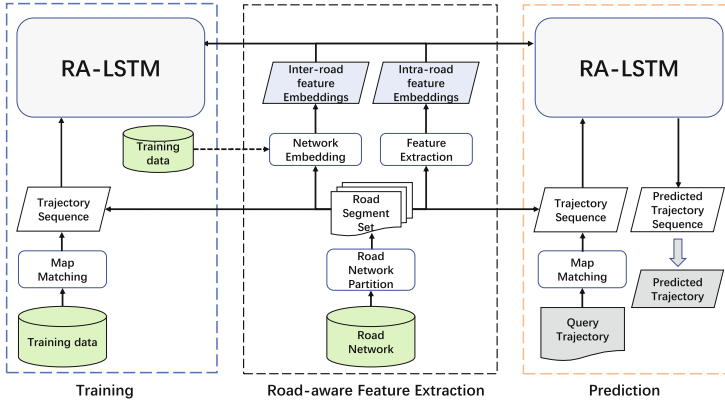 RA-LSTM
Trajectory
Sequence
Map
Matching
Training data
Training
data
Inter-road
feature
Embeddings
Intra-road
feature
Embeddings
Network
Embedding
Feature
Extraction
Road
Segment
Set
Road
Network
Partition
Road
Network
RA-LSTM
Trajectory
Sequence
Map
Matching
Query
Trajectory
Predicted
Trajectory
Sequence
Predicted
Trajectory
Training
Road-aware Feature Extraction
Prediction